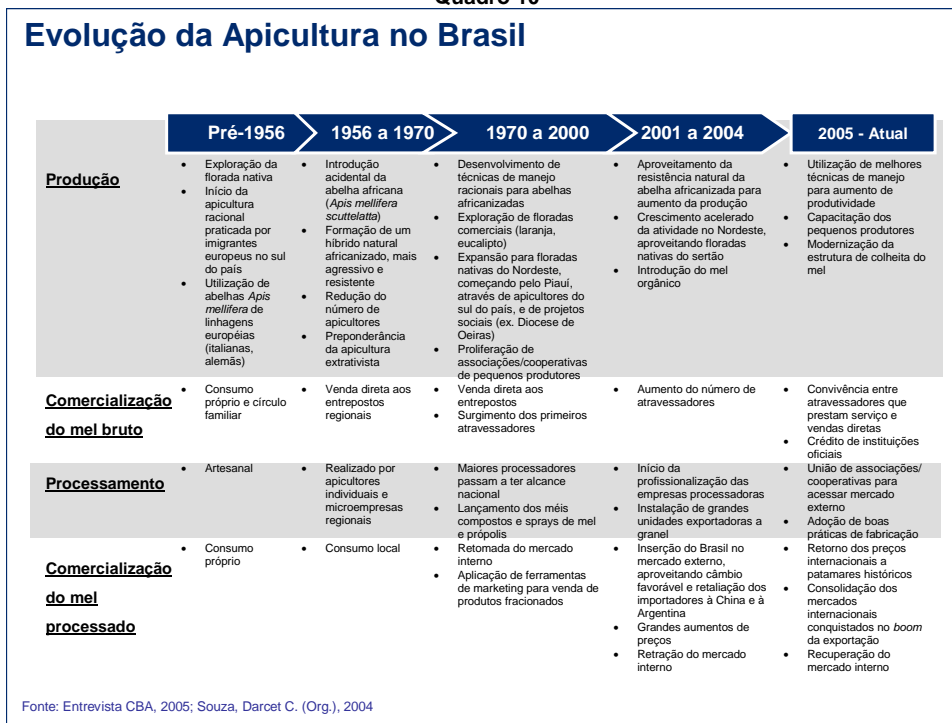 Quadro 10
Evolução da Apicultura no Brasil
Pré-1956
1956 a 1970
1970 a 2000
2001 a 2004
2005 - Atual
Produção
• Exploração da
florada nativa
• Início da
apicultura
racional
praticada por
imigrantes
europeus no sul
do país
• Utilização de
abelhas Apis
mellifera de
linhagens
européias
(italianas,
alemã)
• Introdução
acidental da
abelha africana
(Apis mellifera
scuttelatta)
• Formação de um
híbrido natural
africanizado, mais
agressivo e
resistente
• Redução do
número de
apicultores
• Preponderância
da apicultura
extrativista
• Desenvolvimento de
técnicas de manejo
racionais para abelhas
africanizadas
• Exploração de floradas
comerciais (laranja,
eucalipto)
• Expansão para floradas
nativas do Nordeste,
começando pelo Piauí,
através de apicultores do
sul do país, e de projetos
sociais (ex. Diocese de
Oeiras)
• Proliferação de
associações/cooperativas
de pequenos produtores
• Aproveitamento da
resistência natural da
abelha africanizada para
aumento da produção
• Crescimento acelerado
da atividade no Nordeste,
aproveitando floradas
nativas do sertão
• Introdução do mel
orgânico
• Utilização de melhores
técnicas de manejo
para aumento de
produtividade
• Capacitação dos
pequenos produtores
• Modernização da
estrutura de colheita do
mel
Comercialização
do mel bruto
• Consumo
próprio e círculo
familiar
• Venda direta aos
entrepostos
regionais
• Venda direta aos
entrepostos
• Surgimento dos primeiros
atravessadores
• Aumento do número de
atravessadores
• Convivência entre
atravessadores que
prestam serviço e
vendas diretas
• Crédito de instituições
oficiais
Processamento
• Artesanal
• Realizado por
apicultores
individuais e
microempresas
regionais
• Maiores processadores
passam a ter alcance
nacional
• Lançamento dos méis
compostos e sprays de mel
e própolis
• Início da
profissionalização das
empresas processadoras
• Instalação de grandes
unidades exportadoras a
granel
• União de associações/
cooperativas para
acessar mercado
externo
• Adoção de boas
práticas de fabricação
Comercialização
do mel
processado
• Consumo
próprio
• Consumo local
• Retomada do mercado
interno
• Aplicação de ferramentas
de marketing para venda de
produtos fracionados
• Inserção do Brasil no
mercado externo,
aproveitando câmbio
favorável e retaliação dos
importadores à China e à
Argentina
• Grandes aumentos de
preços
• Retração do mercado
interno
• Retorno dos preços
internacionais a
patamares históricos
• Consolidação dos
mercados
internacionais
conquistados no boom
da exportação
• Recuperação do
mercado interno
Fonte: Entrevista CBA, 2005; Souza, Darcet C. (Org.), 2004